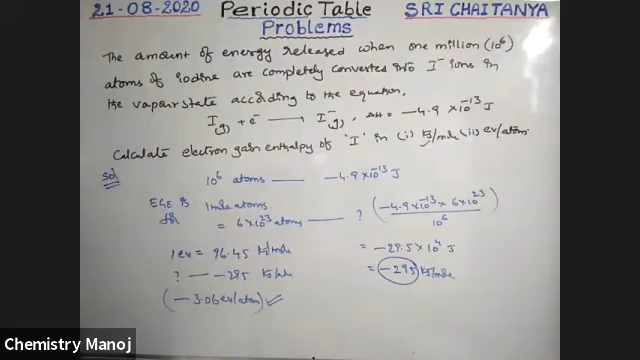 21-08-2020 Periodic Table SRI CHAITANYA
Problems
The amount of energy released when one million (10⁶)
atoms of iodine are completely converted into I⁻ ions in
the vapour state according to the equation,
I(g) + e⁻ ⟶ I⁻(g), ΔH = -4.9 × 10⁻¹³ J
Calculate electron gain enthalpy of 'I' in (i) KJ/mole (ii) ev/atom.
Sol
10⁶ atoms —— -4.9×10⁻¹³ J
EGE is for 1 mole atoms
= 6×10²³ atoms —— ? (-4.9×10⁻¹³ × 6×10²³ / 10⁶)
1 ev = 96.45 KJ/mole = -29.5×10⁴ J
? —— -295 KJ/mole = -295 KJ/mole
(-3.06 ev/atom) ✓
Chemistry Manoj